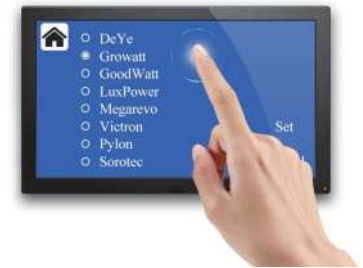 DeYe
Growatt
GoodWatt
LuxPower
Megarevo
Victron
Pylon
Sorotec
Set